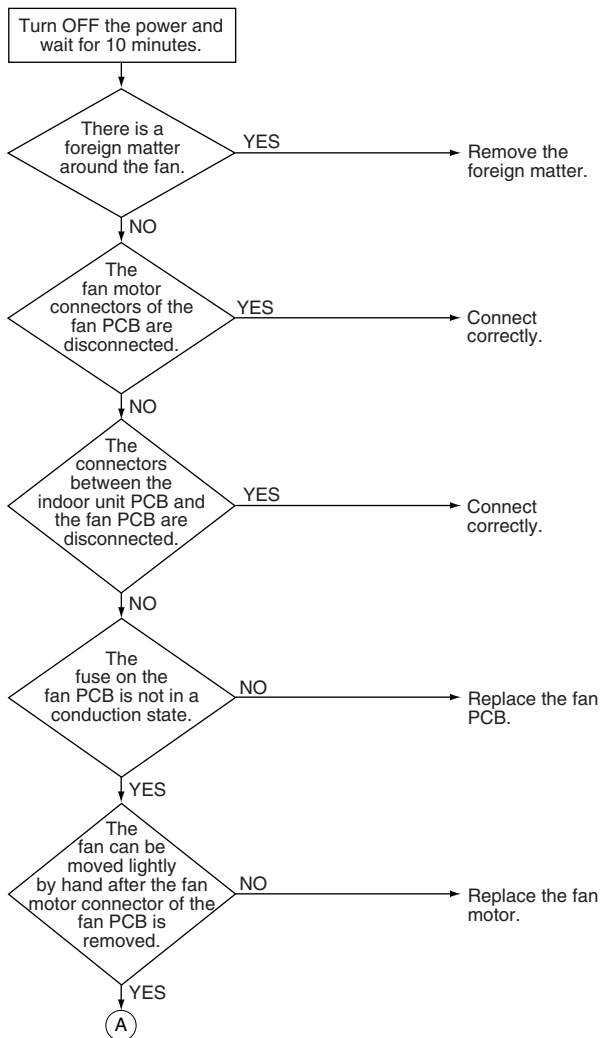 Turn OFF the power and
wait for 10 minutes.
There is a
foreign matter
around the fan.
YES
Remove the
foreign matter.
NO
The
fan motor
connectors of the
fan PCB are
disconnected.
YES
Connect
correctly.
NO
The
connectors
between the
indoor unit PCB and
the fan PCB are
disconnected.
YES
Connect
correctly.
NO
The
fuse on the
fan PCB is not in a
conduction state.
NO
Replace the fan
PCB.
YES
The
fan can be
moved lightly
by hand after the fan
motor connector of the
fan PCB is
removed.
NO
Replace the fan
motor.
YES
A